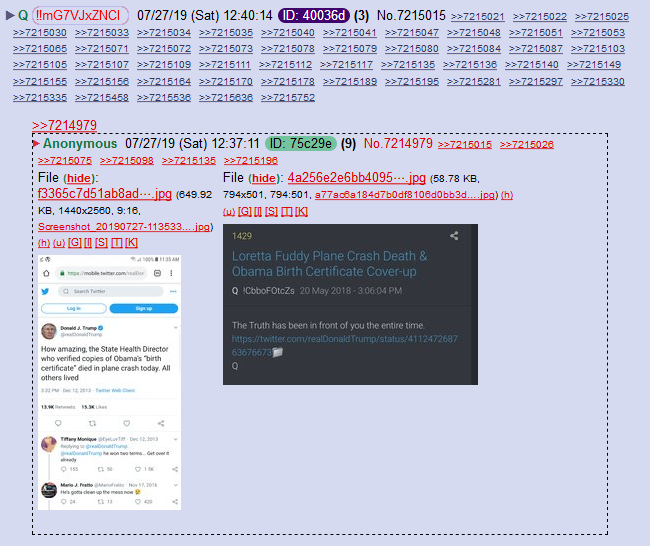 Q !!mG7VJxZNCI 07/27/19 (Sat) 12:40:14 ID: 40036d (3) No.7215015 >>7215021 >>7215022 >>7215025
>>7215030 >>7215033 >>7215034 >>7215035 >>7215040 >>7215041 >>7215047 >>7215048 >>7215051 >>7215053
>>7215065 >>7215071 >>7215072 >>7215073 >>7215078 >>7215079 >>7215080 >>7215084 >>7215087 >>7215103
>>7215105 >>7215107 >>7215109 >>7215111 >>7215112 >>7215117 >>7215135 >>7215136 >>7215140 >>7215149
>>7215155 >>7215156 >>7215164 >>7215170 >>7215178 >>7215189 >>7215195 >>7215281 >>7215297 >>7215330
>>7215335 >>7215458 >>7215536 >>7215636 >>7215752
>>7214979
Anonymous 07/27/19 (Sat) 12:37:11 ID: 75c29e (9) No.7214979 >>7215015 >>7215026
>>7215075 >>7215098 >>7215135 >>7215196
File (hide):
f3365c7d51ab8ad⋯.jpg (649.92
KB, 1440x2560, 9:16,
Screenshot_20190727-113533….jpg)
(h) (u) [G] [I] [S] [T] [K]
File (hide): 4a256e2e6bb4095⋯.jpg (58.78 KB,
794x501, 794:501, a77ac6a184d7b0df8106d0bb3d….jpg) (h)
(u) [G] [I] [S] [T] [K]
100% 11:35 AM
https://mobile.twitter.com/realDon
Search Twitter
Log in Sign up
Donald J. Trump
@realDonaldTrump
How amazing, the State Health Director
who verified copies of Obama's "birth
certificate" died in plane crash today. All
others lived
3:32 PM · Dec 12, 2013 · Twitter Web Client
13.9K Retweets 15.3K Likes
Tiffany Monique @EyeLuvTiff · Dec 12, 2013
Replying to @realDonaldTrump
@realDonaldTrump he won two terms... Get over it
already
155 50 1.5K
Mario J. Fratto @MarioFratto · Nov 17, 2016
He's gotta clean up the mess now
24 13 420
1429
Loretta Fuddy Plane Crash Death &
Obama Birth Certificate Cover-up
Q !CbboFOtcZs 20 May 2018 - 3:06:04 PM
The Truth has been in front of you the entire time.
https://twitter.com/realDonaldTrump/status/4112472687
63676673
Q